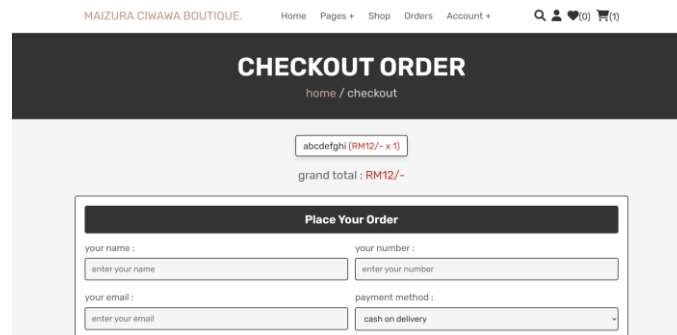 MAIZURA CIWAWA BOUTIQUE. Home Pages + Shop Orders Account + (0) (1)
CHECKOUT ORDER
home / checkout
abcdefghi (RM12/- x 1)
grand total : RM12/-
Place Your Order
your name : your number :
enter your name enter your number
your email : payment method :
enter your email cash on delivery